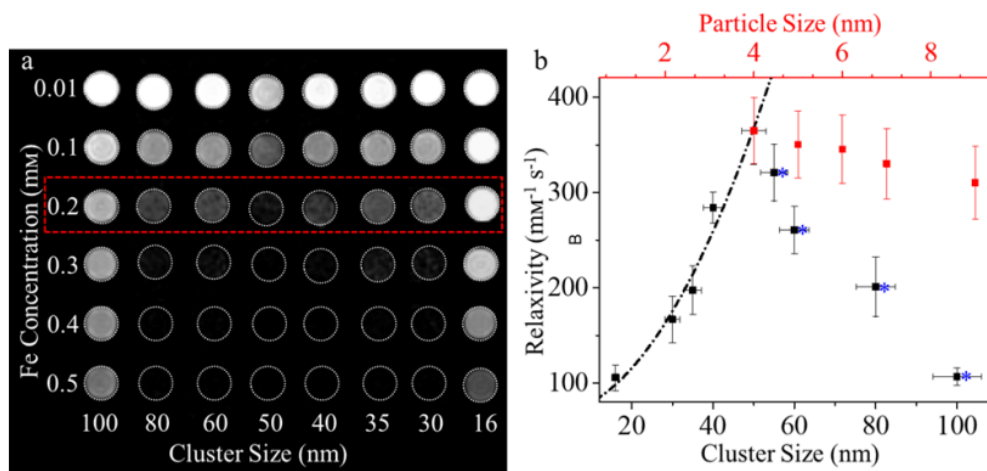 a
Fe Concentration (mM)
0.01
0.1
0.2
0.3
0.4
0.5
100 80 60 50 40 35 30 16
Cluster Size (nm)
b
Particle Size (nm)
2 4 6 8
Relaxivity (mM⁻¹ s⁻¹)
B
400
300
200
100
* * * *
20 40 60 80 100
Cluster Size (nm)